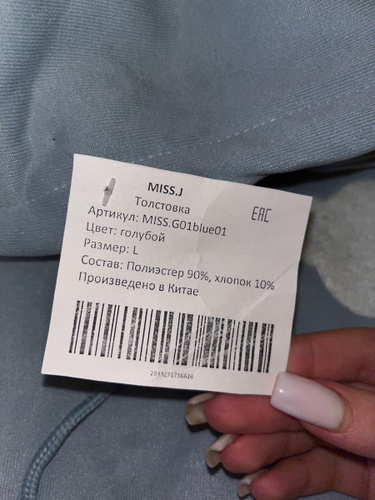 MISS.J
Толстовка
EAC
Артикул: MISS.G01blue01
Цвет: голубой
Размер: L
Состав: Полиэстер 90%, хлопок 10%
Произведено в Китае